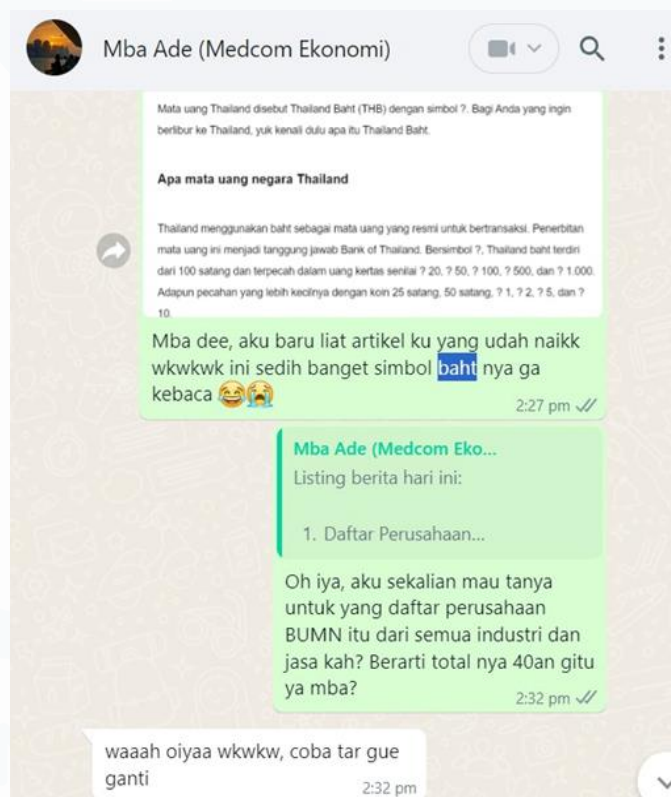 Mba Ade (Medcom Ekonomi)
Mata uang Thailand disebut Thailand Baht (THB) dengan simbol ?. Bagi Anda yang ingin
berlibur ke Thailand, yuk kenali dulu apa itu Thailand Baht.
Apa mata uang negara Thailand
Thailand menggunakan baht sebagai mata uang yang resmi untuk bertransaksi. Penerbitan
mata uang ini menjadi tanggung jawab Bank of Thailand. Bersimbol ?, Thailand baht terdiri
dari 100 satang dan terpecah dalam uang kertas senilai ? 20, ? 50, ? 100, ? 500, dan ? 1.000.
Adapun pecahan yang lebih kecilnya dengan koin 25 satang, 50 satang, ? 1, ? 2, ? 5, dan ?
10.
Mba dee, aku baru liat artikel ku yang udah naikk
wkwkwk ini sedih banget simbol baht nya ga
kebaca 😂😭
2:27 pm
Mba Ade (Medcom Eko...
Listing berita hari ini:
1. Daftar Perusahaan...
Oh iya, aku sekalian mau tanya
untuk yang daftar perusahaan
BUMN itu dari semua industri dan
jasa kah? Berarti total nya 40an gitu
ya mba?
2:32 pm
waaah oiyaa wkwkw, coba tar gue
ganti
2:32 pm